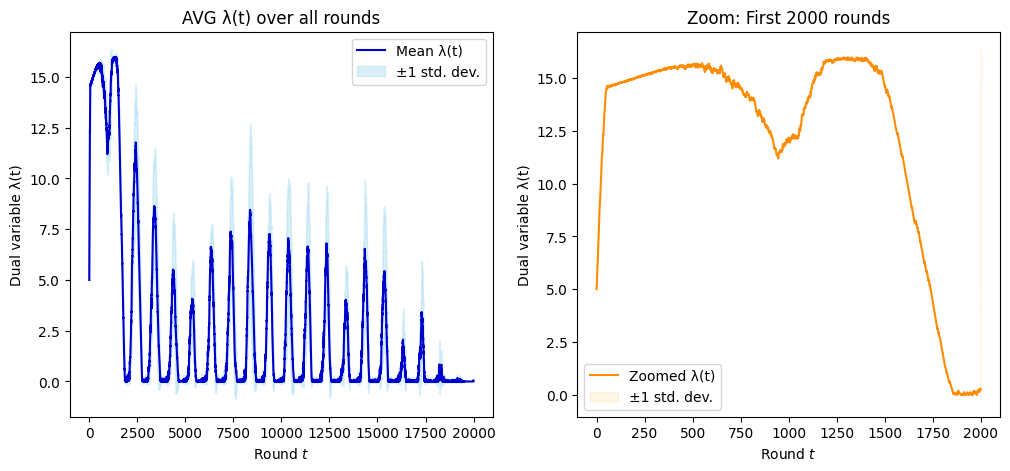 AVG λ(t) over all rounds
Dual variable λ(t)
15.0
12.5
10.0
7.5
5.0
2.5
0.0
Mean λ(t)
±1 std. dev.
0 2500 5000 7500 10000 12500 15000 17500 20000
Round t
Zoom: First 2000 rounds
Dual variable λ(t)
15.0
12.5
10.0
7.5
5.0
2.5
0.0
Zoomed λ(t)
±1 std. dev.
0 250 500 750 1000 1250 1500 1750 2000
Round t